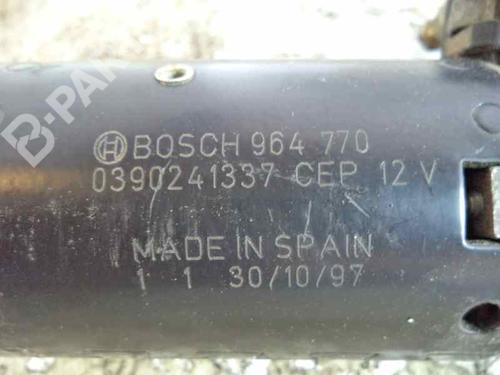 BOSCH 964 770
0390241337 CEP 12 V
MADE IN SPAIN
1 1 30/10/97